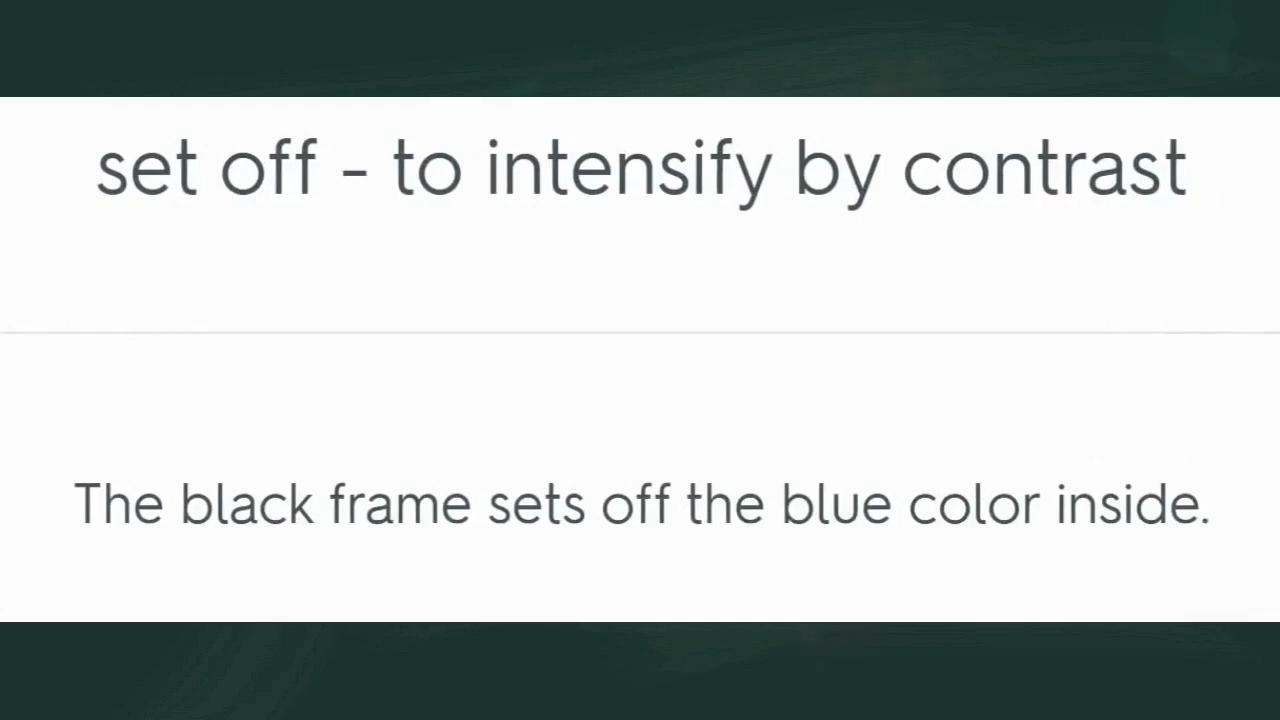 set off - to intensify by contrast
The black frame sets off the blue color inside.